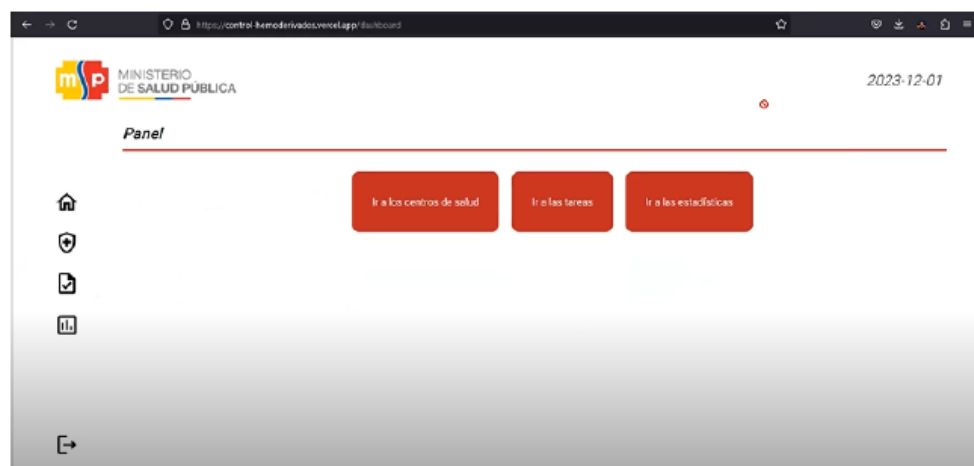 https://control-hemoderivados.vercel.app/dashboard
msp
MINISTERIO
DE SALUD PÚBLICA
2023-12-01
Panel
Ir a los centros de salud
Ir a las tareas
Ir a las estadísticas